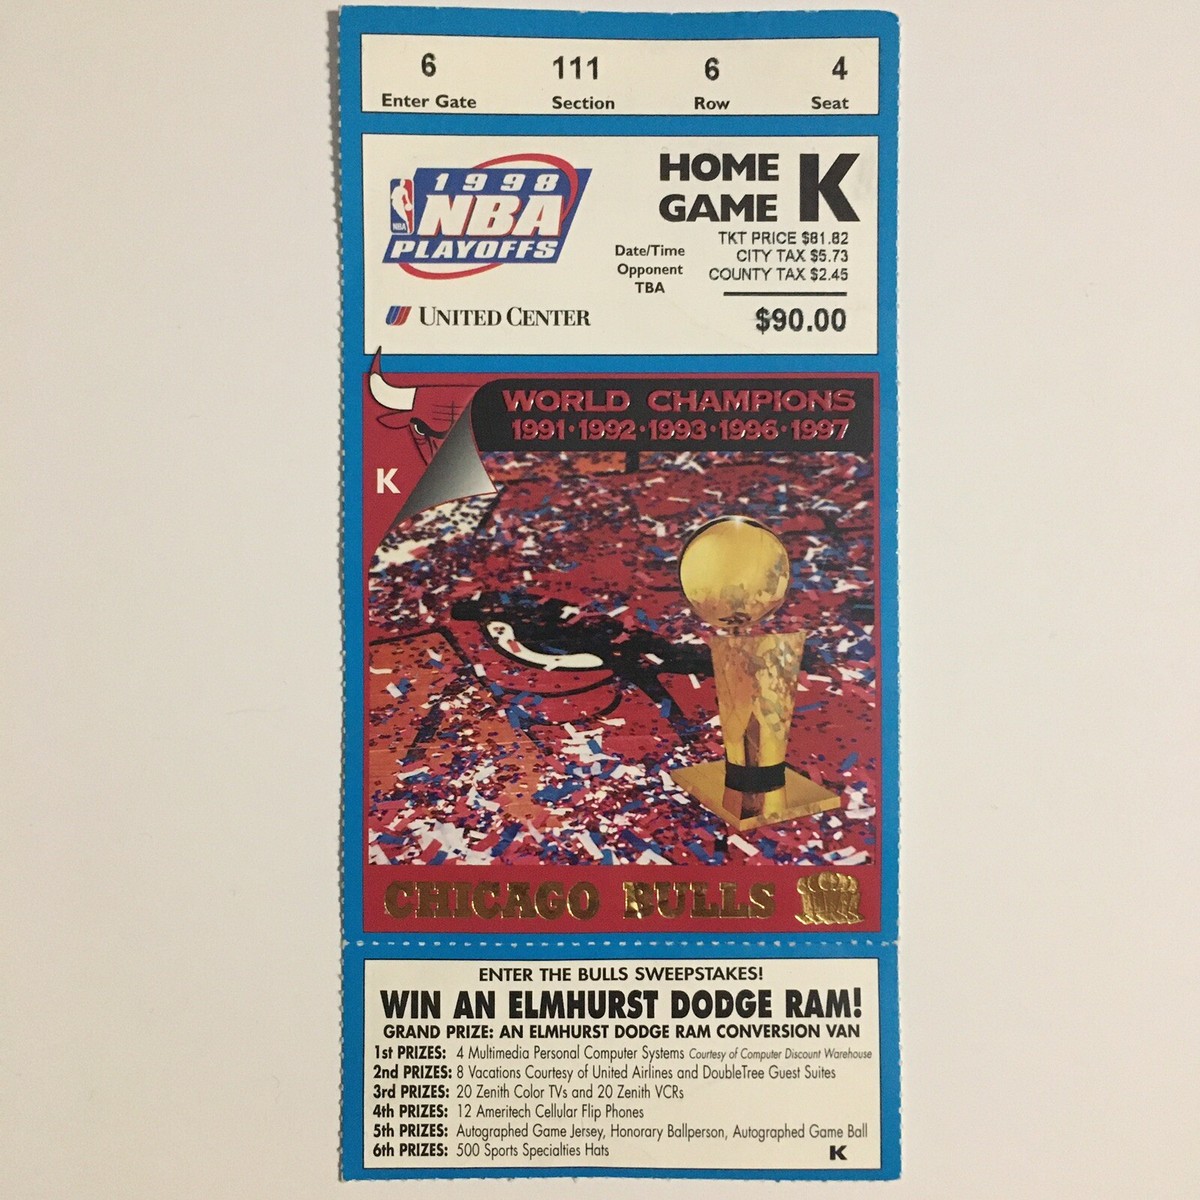 6 111 6 4
Enter Gate Section Row Seat
1998
NBA
NBA
PLAYOFFS
UNITED CENTER
HOME
GAME K
Date/Time
Opponent
TBA
TKT PRICE $81.82
CITY TAX $5.73
COUNTY TAX $2.45
$90.00
WORLD CHAMPIONS
1991·1992·1993·1996·1997
K
CHICAGO BULLS
ENTER THE BULLS SWEEPSTAKES!
WIN AN ELMHURST DODGE RAM!
GRAND PRIZE: AN ELMHURST DODGE RAM CONVERSION VAN
1st PRIZES: 4 Multimedia Personal Computer Systems Courtesy of Computer Discount Warehouse
2nd PRIZES: 8 Vacations Courtesy of United Airlines and DoubleTree Guest Suites
3rd PRIZES: 20 Zenith Color TVs and 20 Zenith VCRs
4th PRIZES: 12 Ameritech Cellular Flip Phones
5th PRIZES: Autographed Game Jersey, Honorary Ballperson, Autographed Game Ball
6th PRIZES: 500 Sports Specialties Hats
K